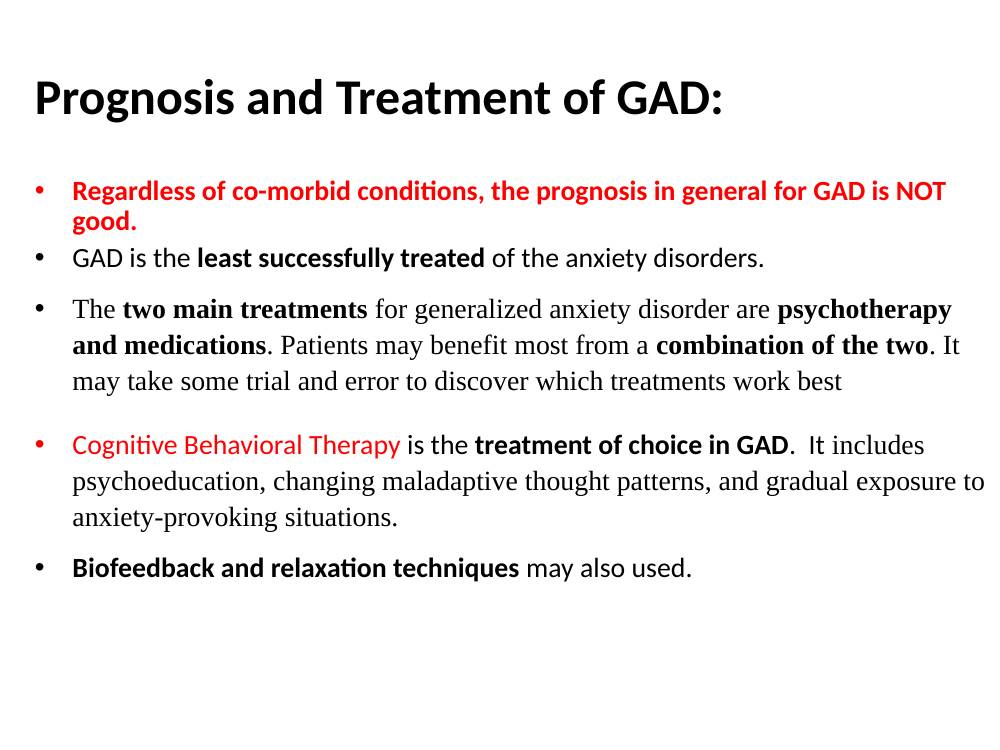 Prognosis and Treatment of GAD:
• Regardless of co-morbid conditions, the prognosis in general for GAD is NOT
good.
• GAD is the least successfully treated of the anxiety disorders.
• The two main treatments for generalized anxiety disorder are psychotherapy
and medications. Patients may benefit most from a combination of the two. It
may take some trial and error to discover which treatments work best
• Cognitive Behavioral Therapy is the treatment of choice in GAD.  It includes
psychoeducation, changing maladaptive thought patterns, and gradual exposure to
anxiety-provoking situations.
• Biofeedback and relaxation techniques may also used.